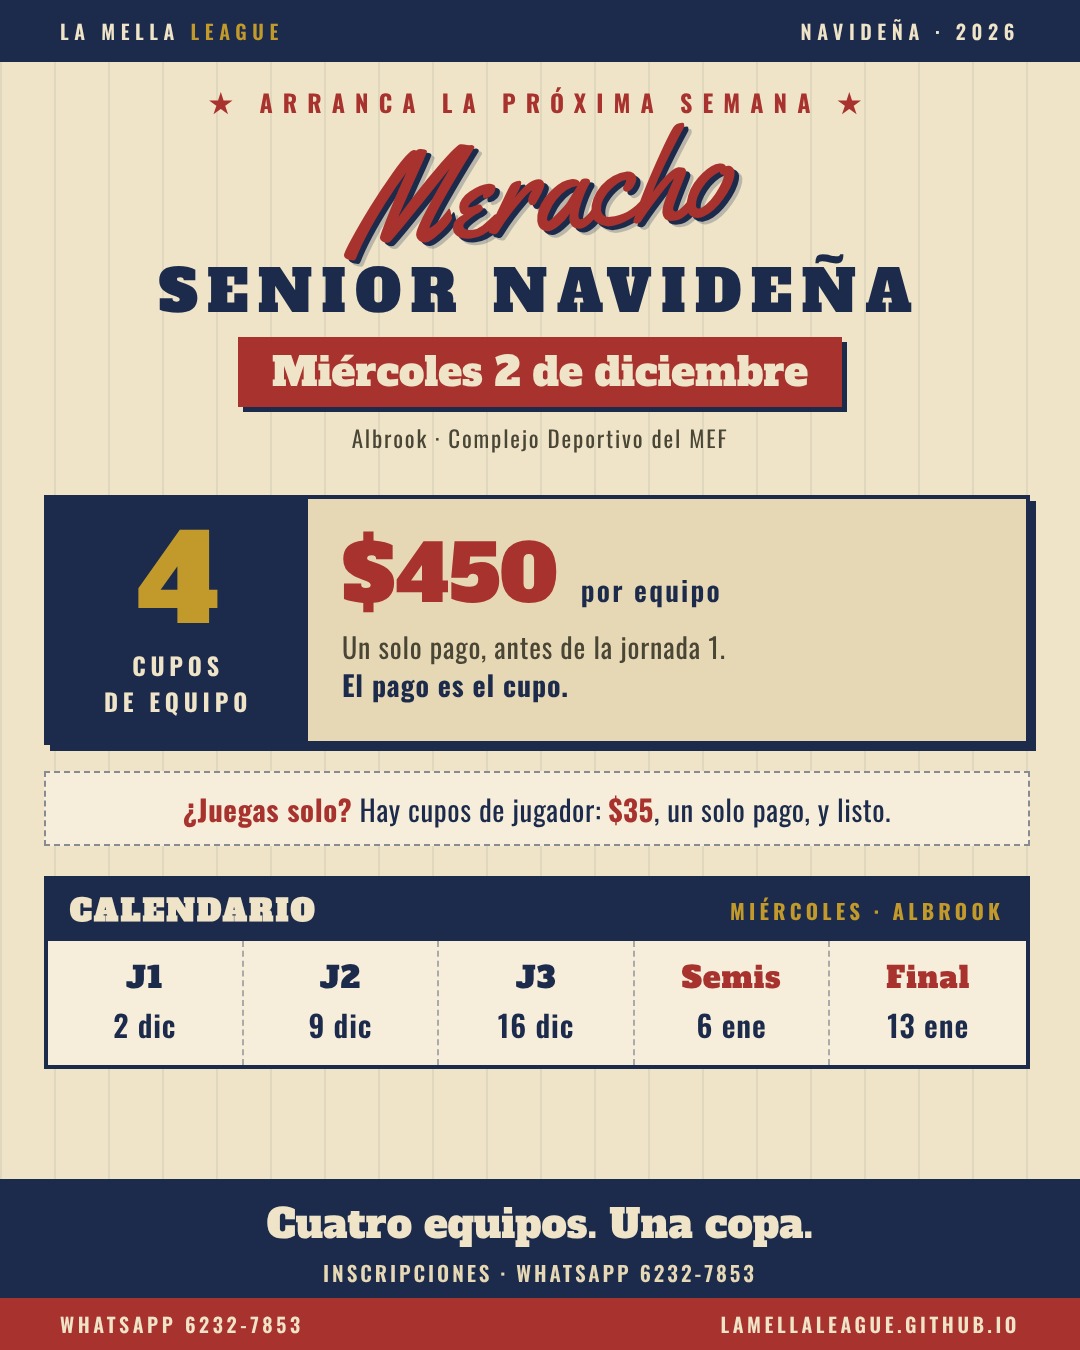 LA MELLA LEAGUE
NAVIDEÑA · 2026
★ ARRANCA LA PRÓXIMA SEMANA ★
Meracho
SENIOR NAVIDEÑA
Miércoles 2 de diciembre
Albrook · Complejo Deportivo del MEF
4
CUPOS
DE EQUIPO
$450 por equipo
Un solo pago, antes de la jornada 1.
El pago es el cupo.
¿Juegas solo? Hay cupos de jugador: $35, un solo pago, y listo.
CALENDARIO
MIÉRCOLES · ALBROOK
J1
2 dic
J2
9 dic
J3
16 dic
Semis
6 ene
Final
13 ene
Cuatro equipos. Una copa.
INSCRIPCIONES · WHATSAPP 6232-7853
WHATSAPP 6232-7853
LAMELLALEAGUE.GITHUB.IO